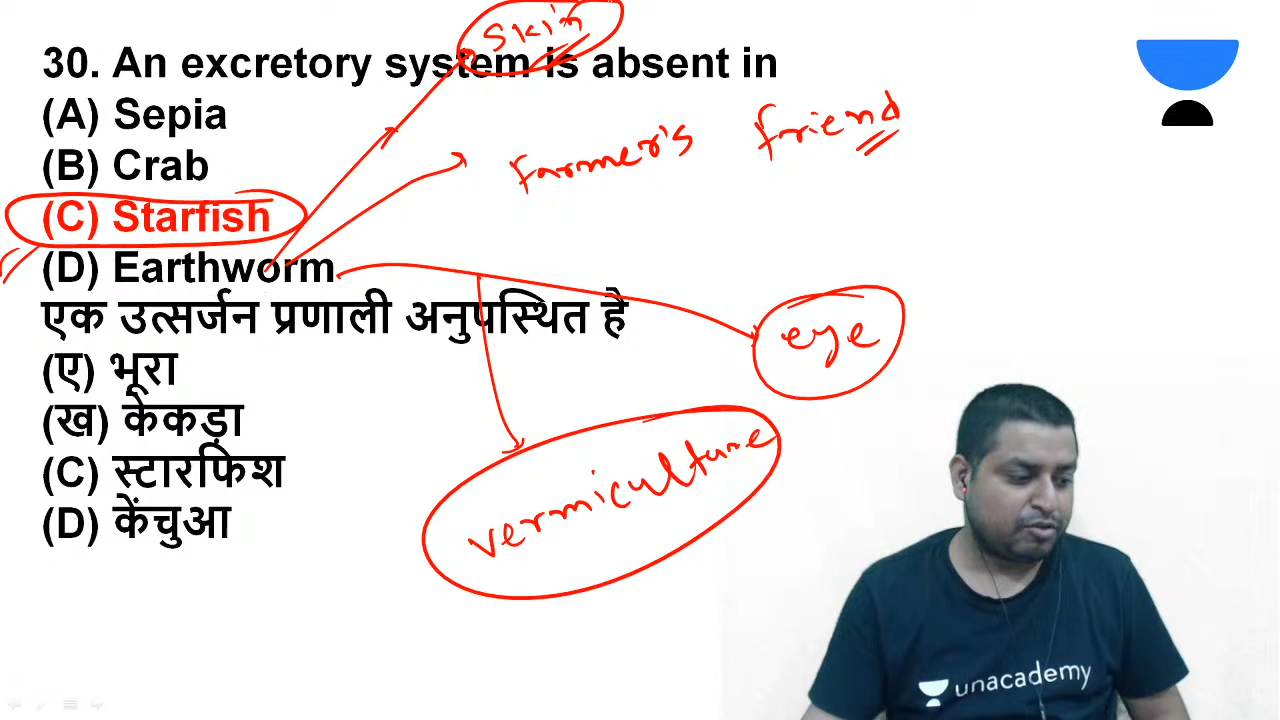 skin
30. An excretory system is absent in
(A) Sepia
Farmer's friend
(B) Crab
(C) Starfish
(D) Earthworm
एक उत्सर्जन प्रणाली अनुपस्थित है
eye
(ए) भूरा
(ख) केकड़ा
(C) स्टारफिश
vermiculture
(D) केंचुआ
unacademy